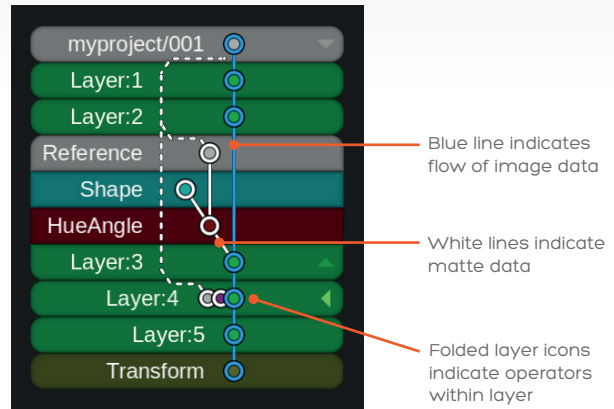 myproject/001
Layer:1
Layer:2
Reference
Shape
HueAngle
Layer:3
Layer:4
Layer:5
Transform
Blue line indicates
flow of image data
White lines indicate
matte data
Folded layer icons
indicate operators
within layer